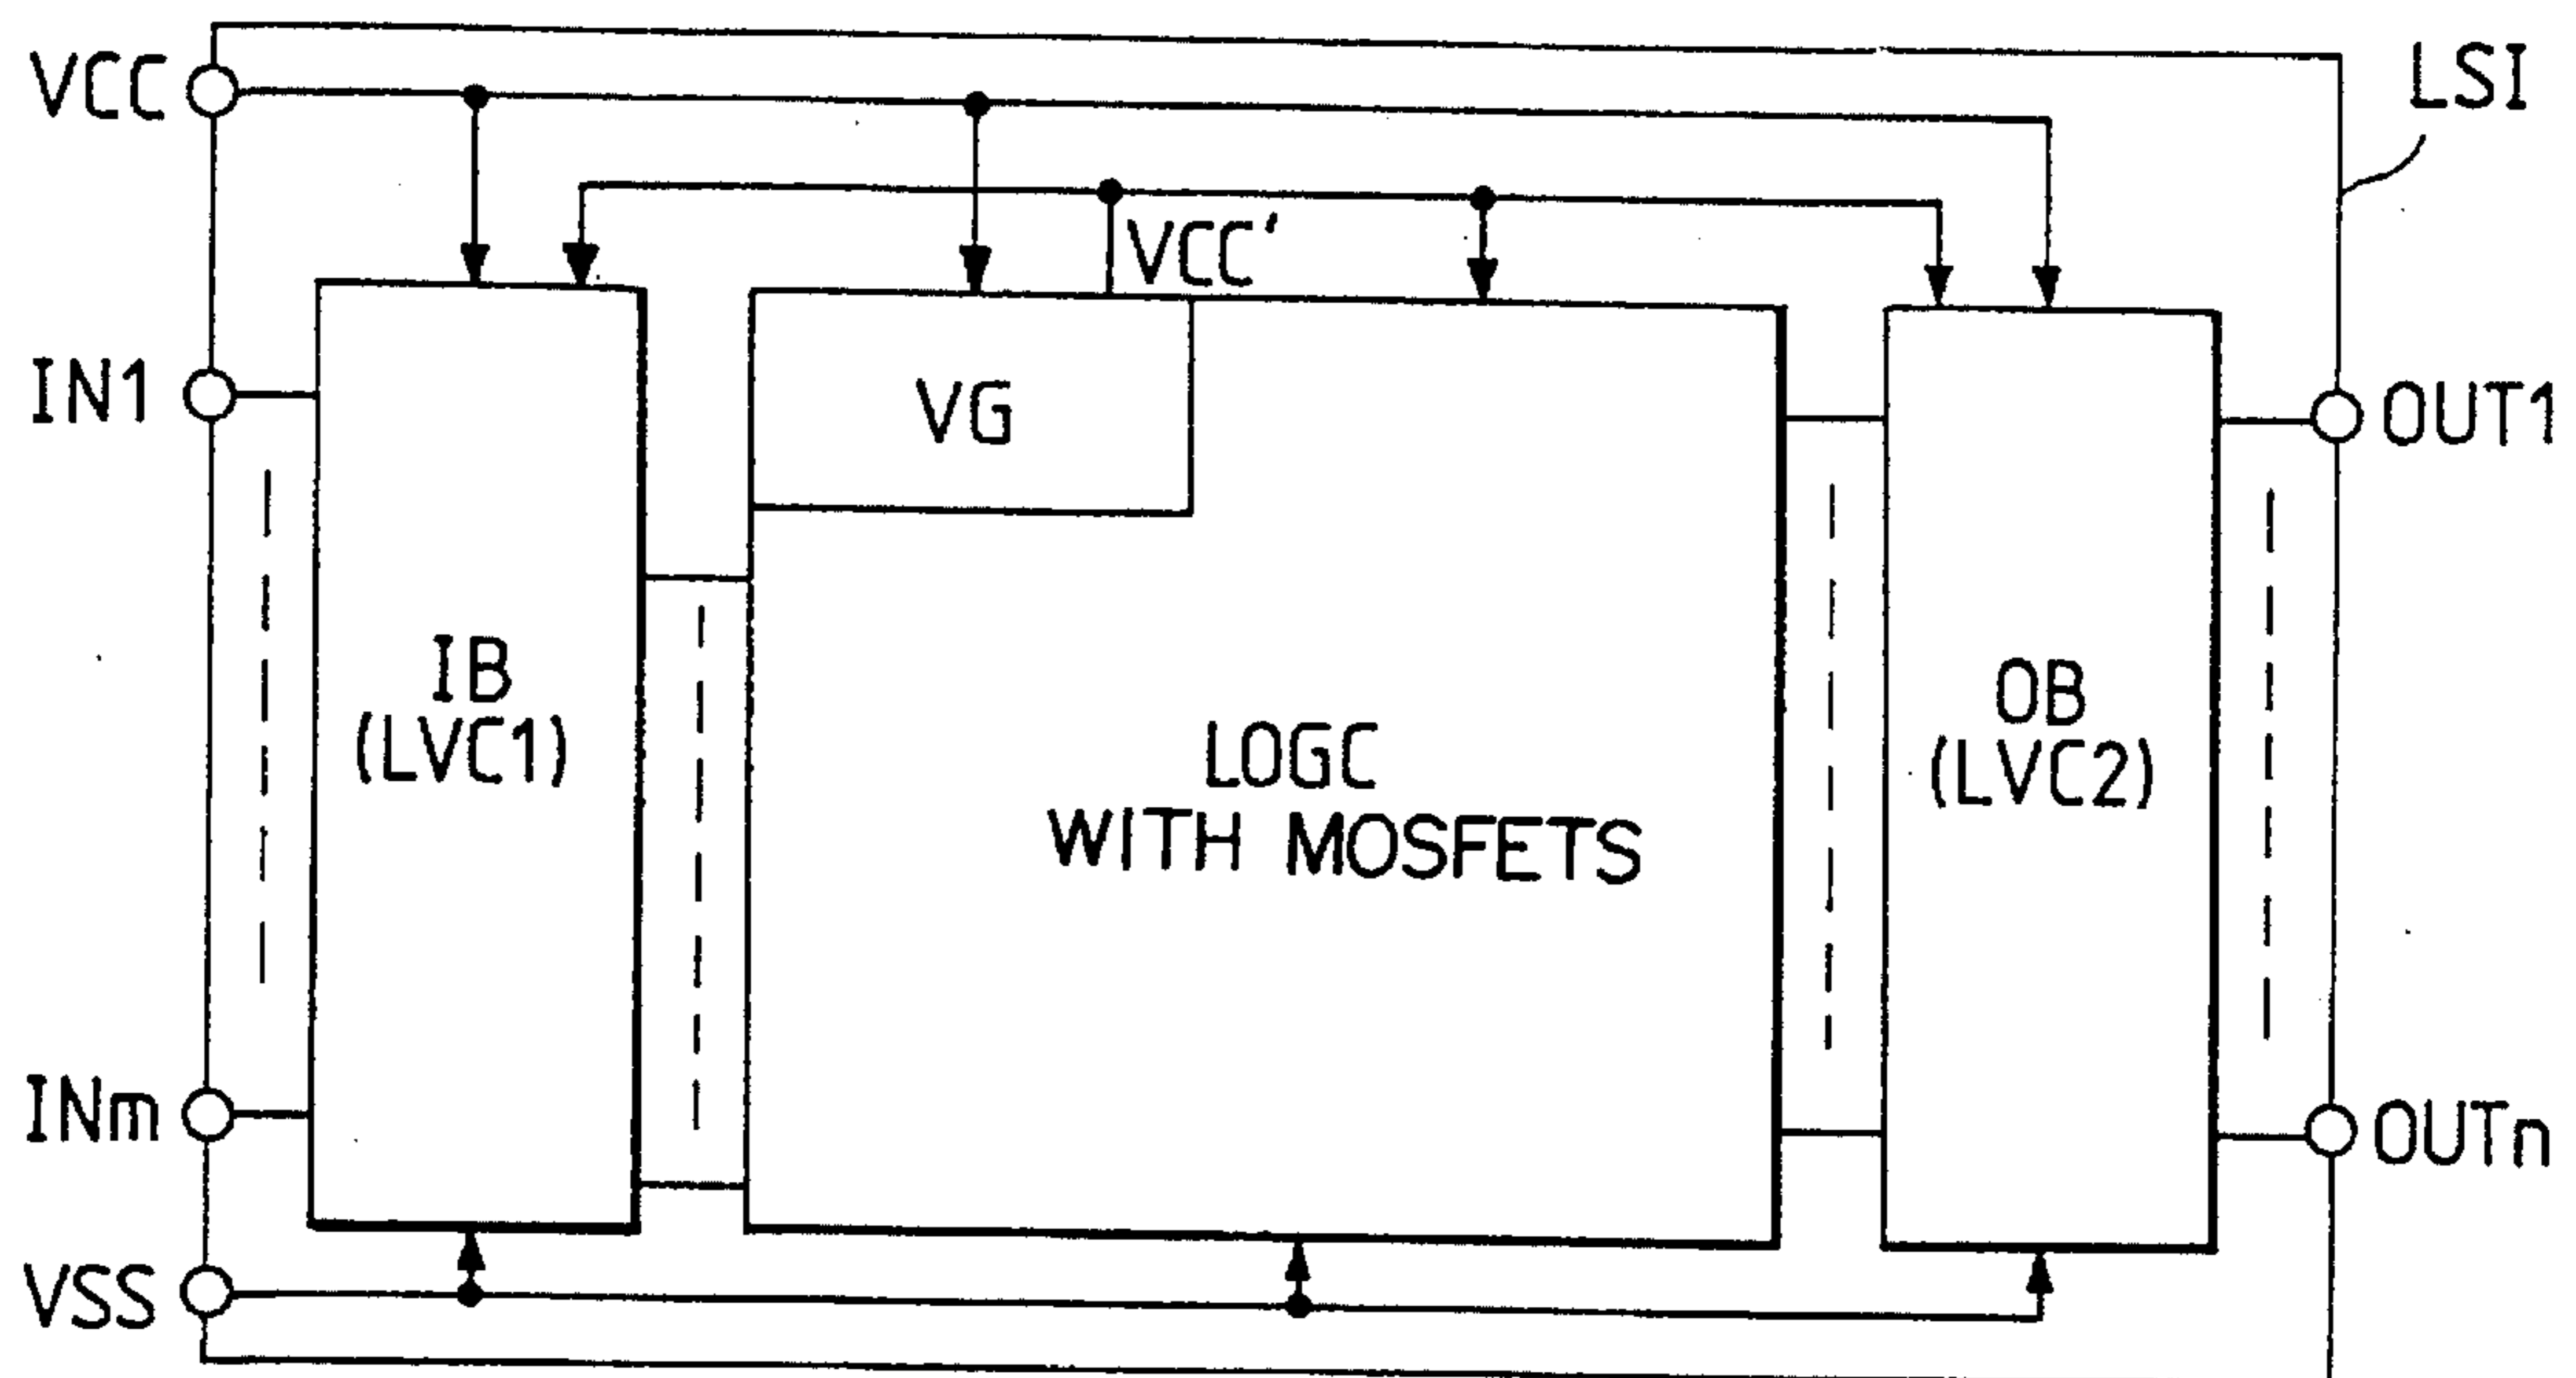 VCC
LSI
VCC'
IN1
VG
OUT1
IB
(LVC1)
LOGC
WITH MOSFETS
OB
(LVC2)
INm
OUTn
VSS